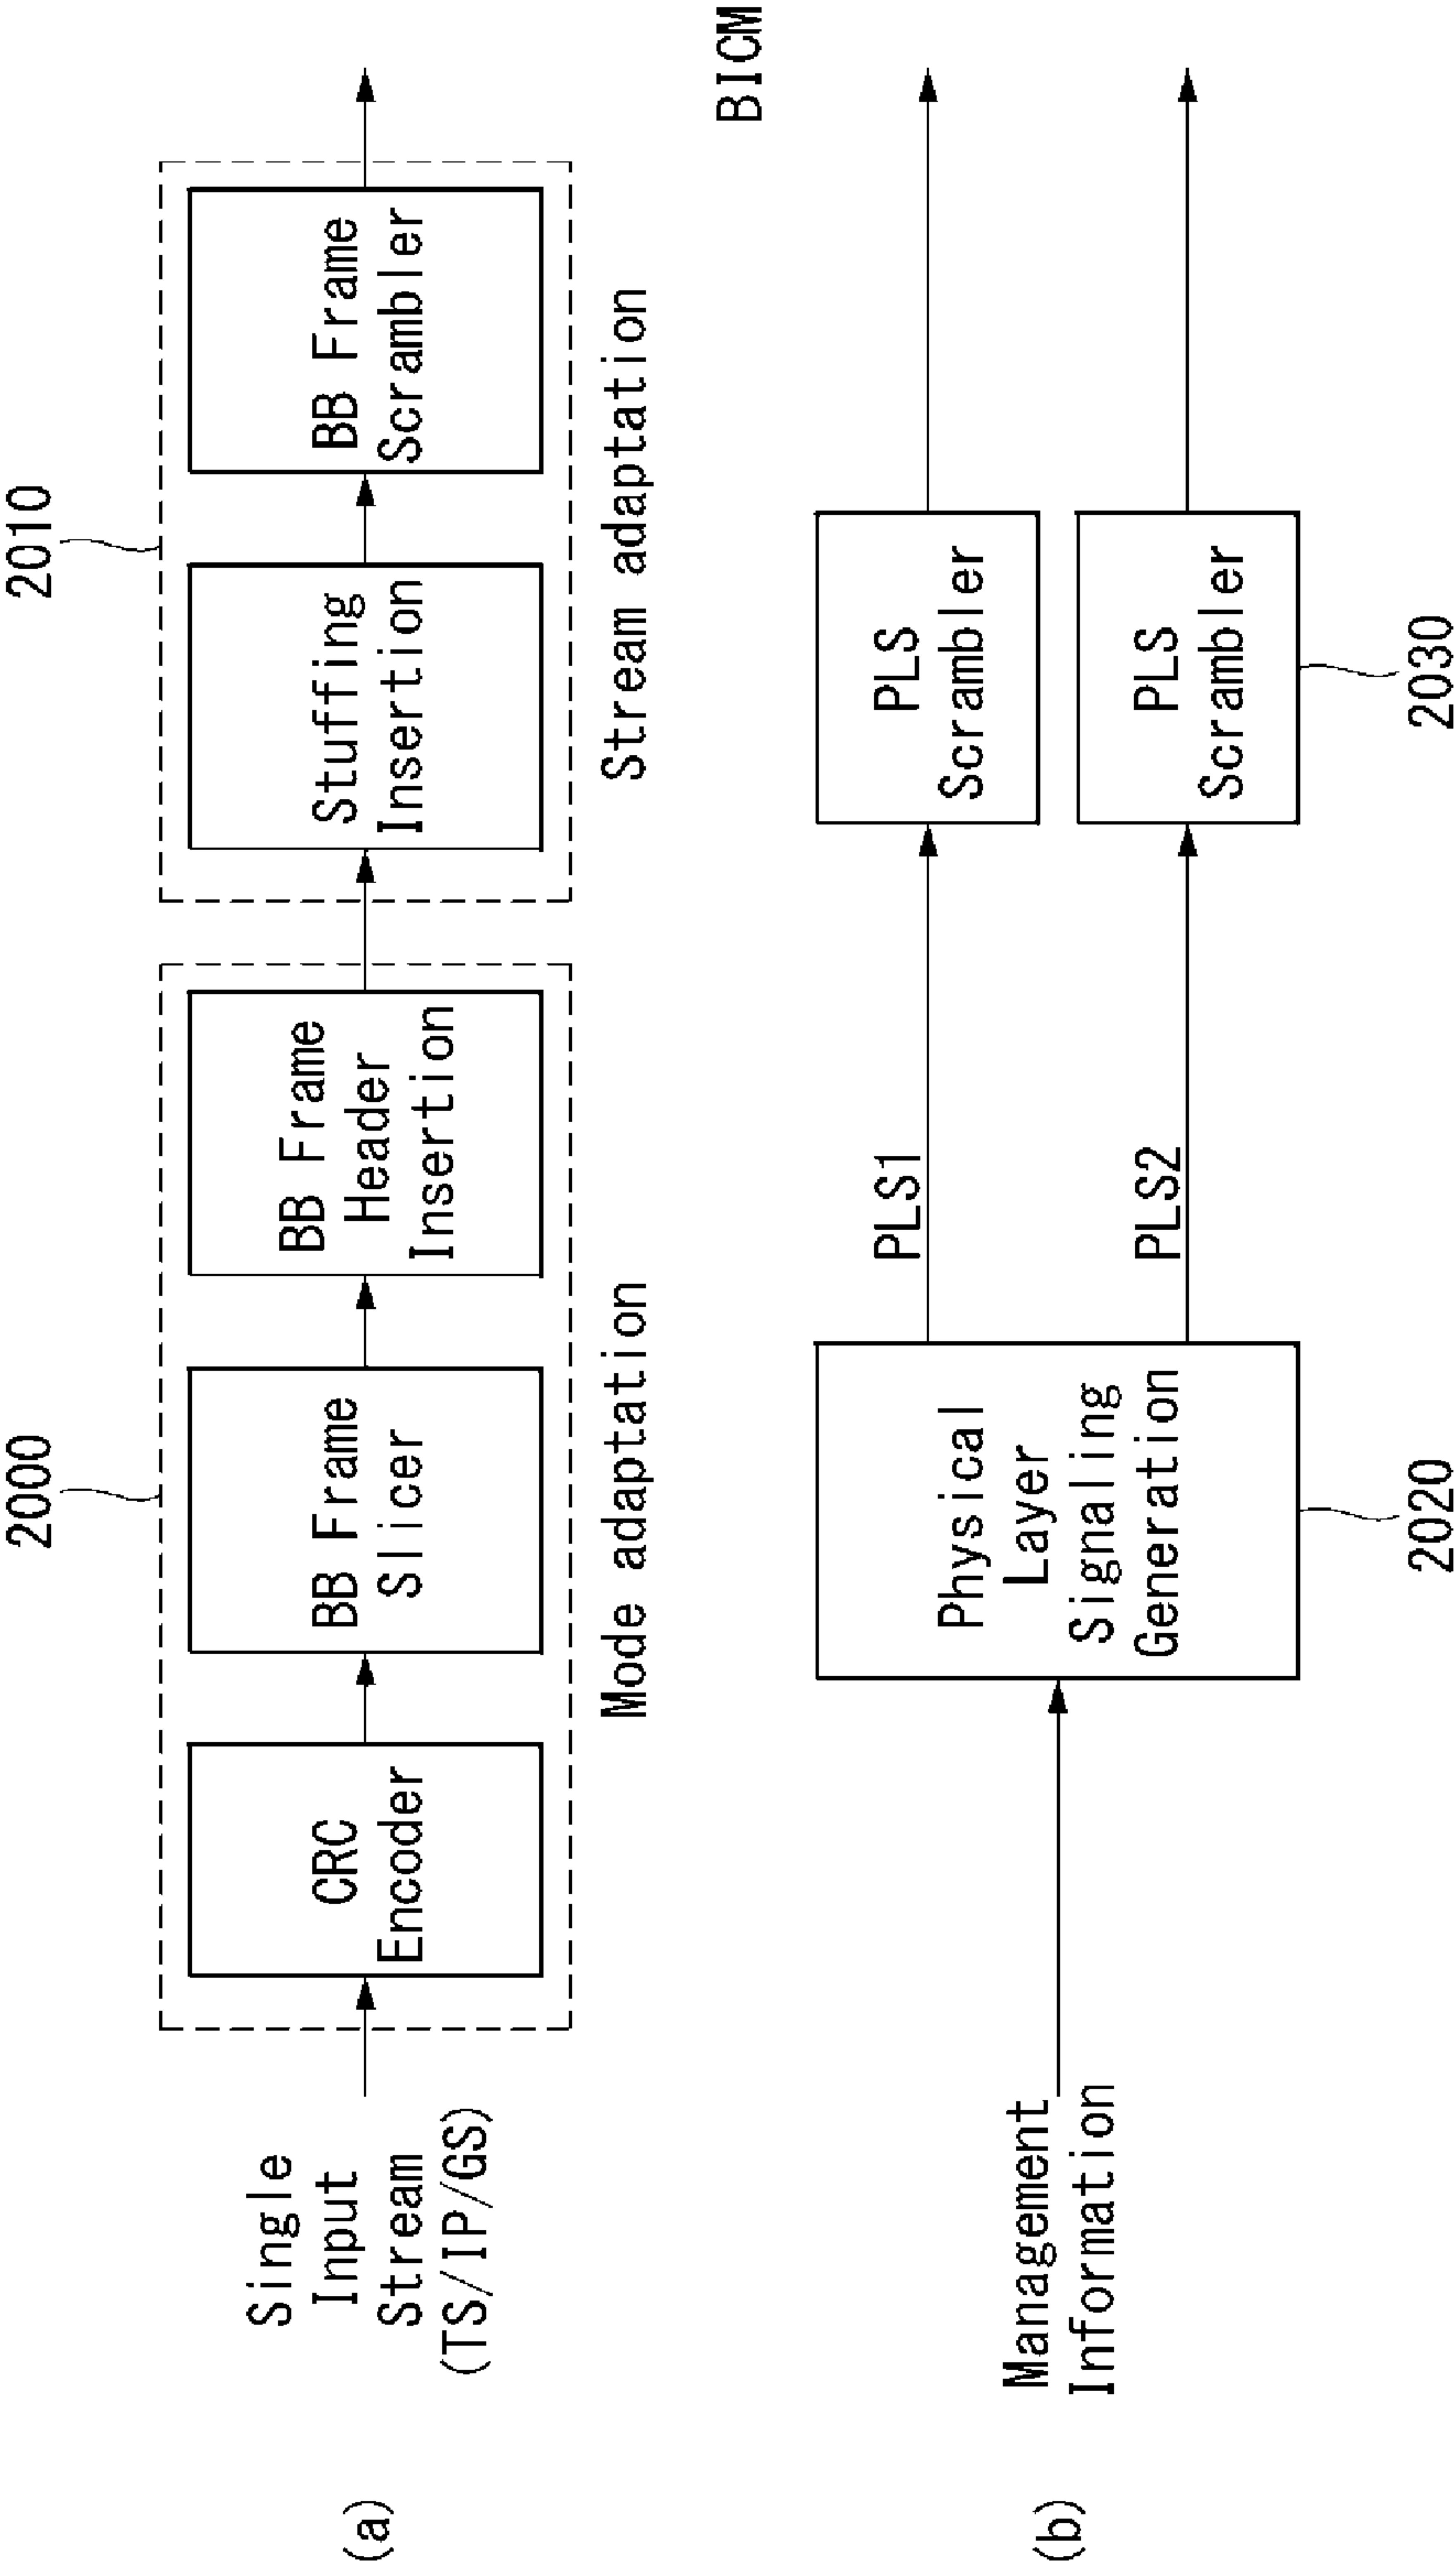 (a)
Single
Input
Stream
(TS/IP/GS)
2000
CRC
Encoder
BB Frame
Slicer
BB Frame
Header
Insertion
Mode adaptation
2010
Stuffing
Insertion
BB Frame
Scrambler
Stream adaptation
BICM
(b)
Management
Information
Physical
Layer
Signaling
Generation
2020
PLS1
PLS2
PLS
Scrambler
PLS
Scrambler
2030